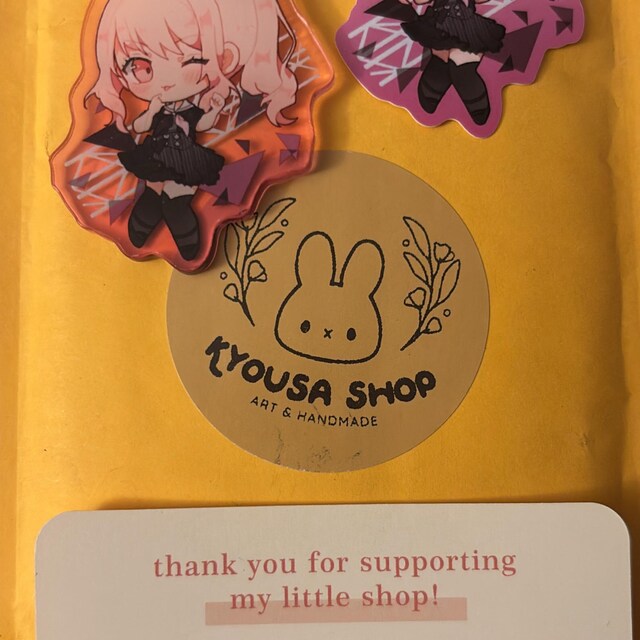 KYOUSA SHOP
ART & HANDMADE
thank you for supporting
my little shop!